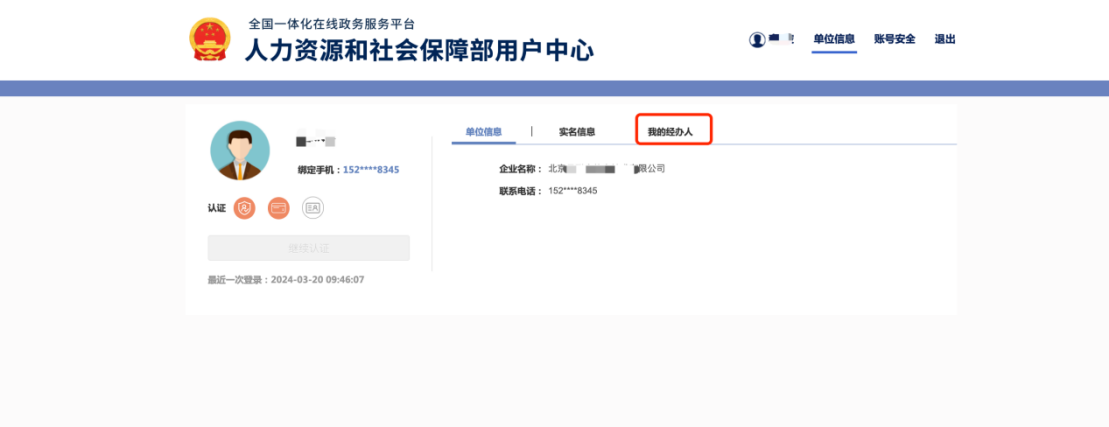 全国一体化在线政务服务平台
人力资源和社会保障部用户中心
单位信息 账号安全 退出
绑定手机：152****8345
认证
继续认证
最近一次登录：2024-03-20 09:46:07
单位信息 | 实名信息 我的经办人
企业名称： 北京 限公司
联系电话： 152****8345